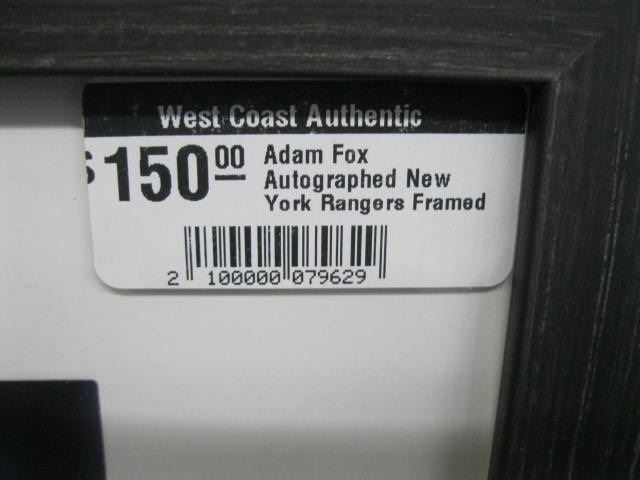 West Coast Authentic
$150 00
Adam Fox
Autographed New
York Rangers Framed
2 100000 079629